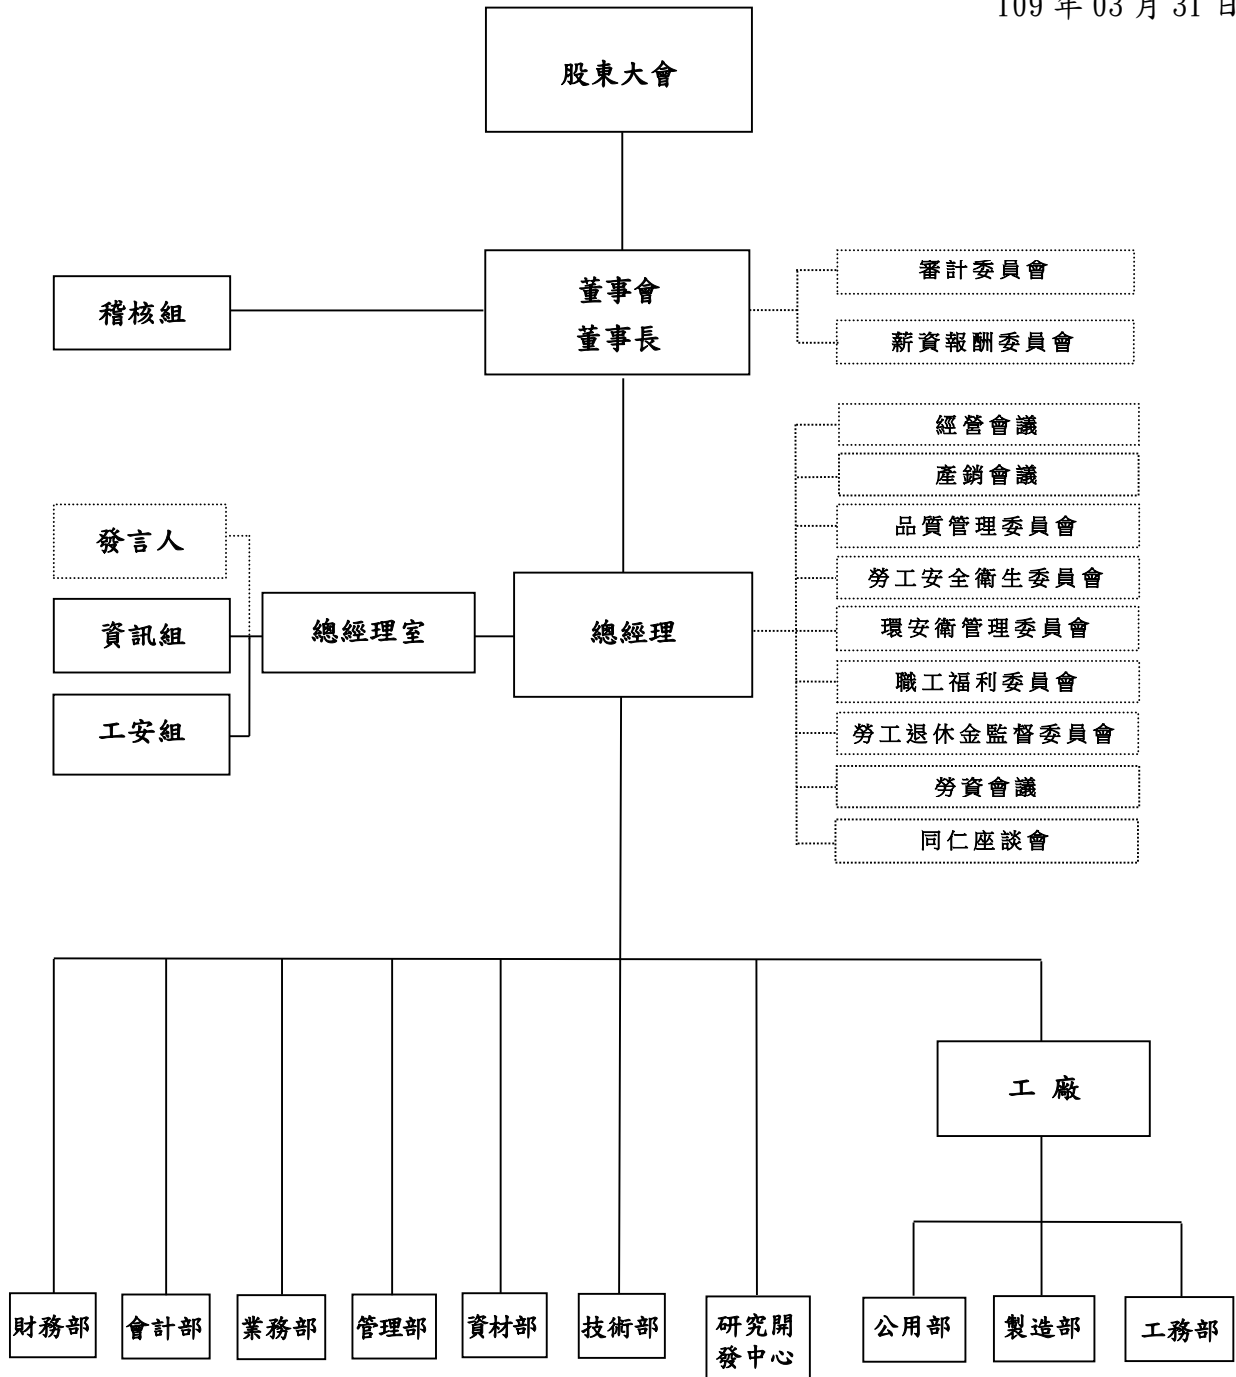 109 年 03 月 31 日
股東大會
董事會
董事長
稽核組
審計委員會
薪資報酬委員會
經營會議
產銷會議
品質管理委員會
勞工安全衛生委員會
環安衛管理委員會
職工福利委員會
勞工退休金監督委員會
勞資會議
同仁座談會
發言人
資訊組
工安組
總經理室
總經理
工 廠
財務部
會計部
業務部
管理部
資材部
技術部
研究開
發中心
公用部
製造部
工務部